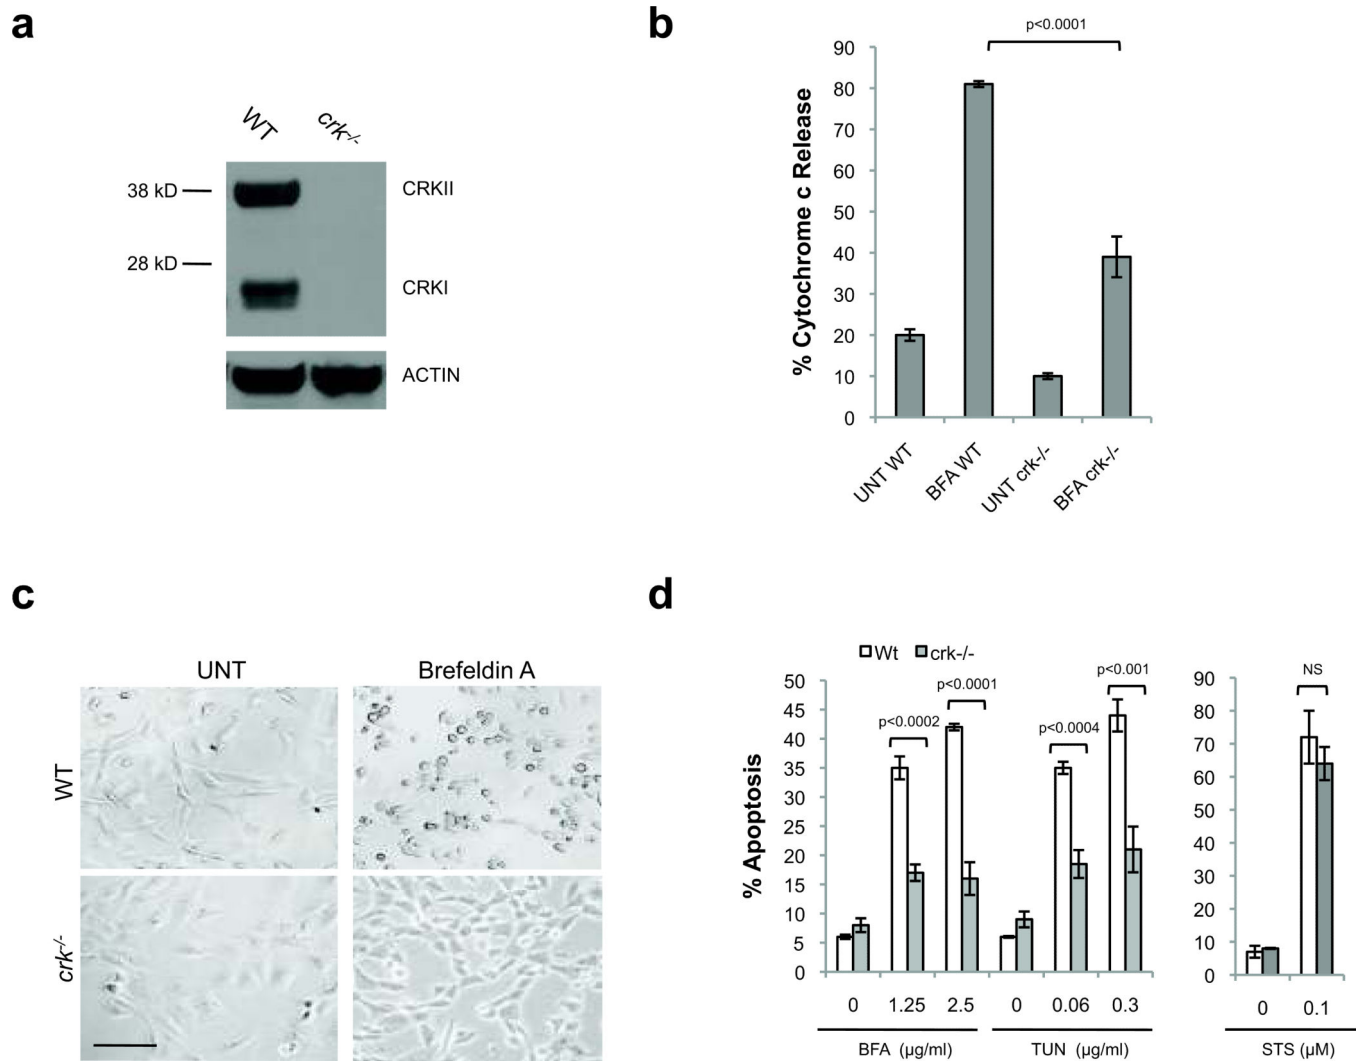 a
WT crk-/-
38 kD
CRKII
28 kD
CRKI
ACTIN
b
p<0.0001
90
80
70
60
50
40
30
20
10
0
% Cytochrome c Release
UNT WT
BFA WT
UNT crk-/-
BFA crk-/-
c
UNT
Brefeldin A
WT
crk-/-
d
Wt crk-/-
50
45
40
35
30
25
20
15
10
5
0
% Apoptosis
p<0.0002
p<0.0001
p<0.0004
p<0.001
0 1.25 2.5 0 0.06 0.3
BFA (µg/ml) TUN (µg/ml)
NS
90
80
70
60
50
40
30
20
10
0
0 0.1
STS (µM)